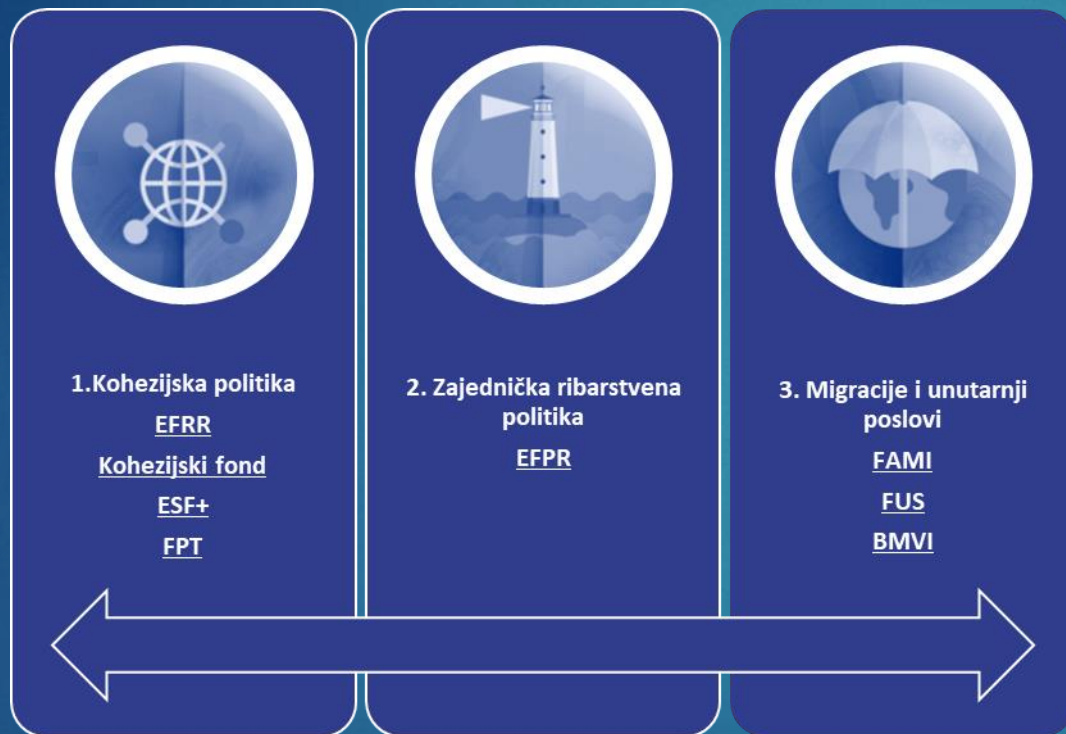 1.Kohezijska politika
EFRR
Kohezijski fond
ESF+
FPT
2. Zajednička ribarstvena
politika
EFPR
3. Migracije i unutarnji
poslovi
FAMI
FUS
BMVI